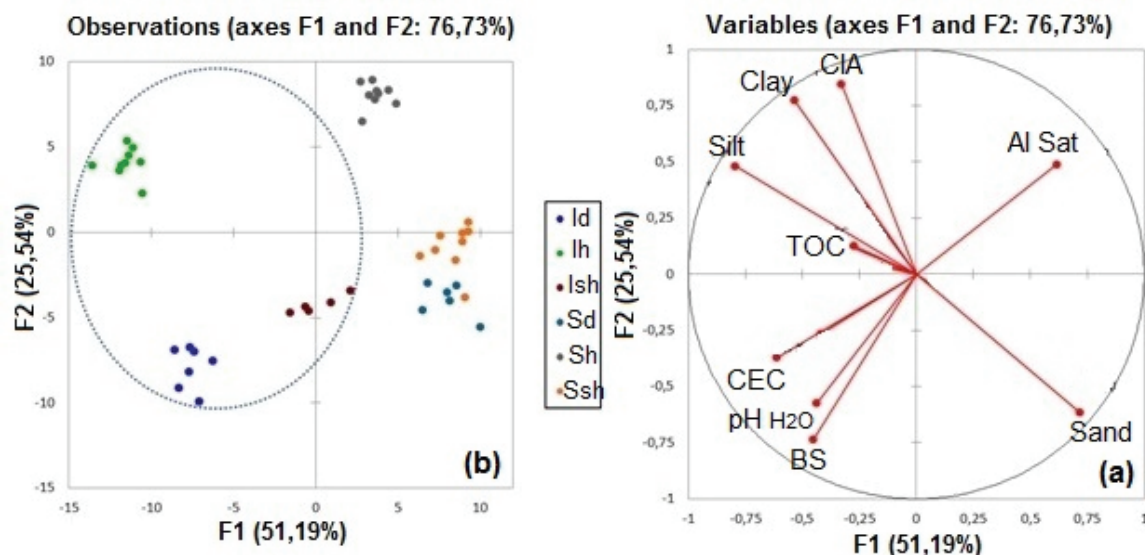 Observations (axes F1 and F2: 76,73%)
10
5
0
-5
-10
-15
-15
-10
-5
0
5
10
F2 (25,54%)
F1 (51,19%)
(b)
Id
Ih
Ish
Sd
Sh
Ssh
Variables (axes F1 and F2: 76,73%)
1
0,75
0,5
0,25
0
-0,25
-0,5
-0,75
-1
-1
-0,75
-0,5
-0,25
0
0,25
0,5
0,75
1
F2 (25,54%)
F1 (51,19%)
Clay
CIA
Silt
Al Sat
TOC
CEC
pH H2O
BS
Sand
(a)